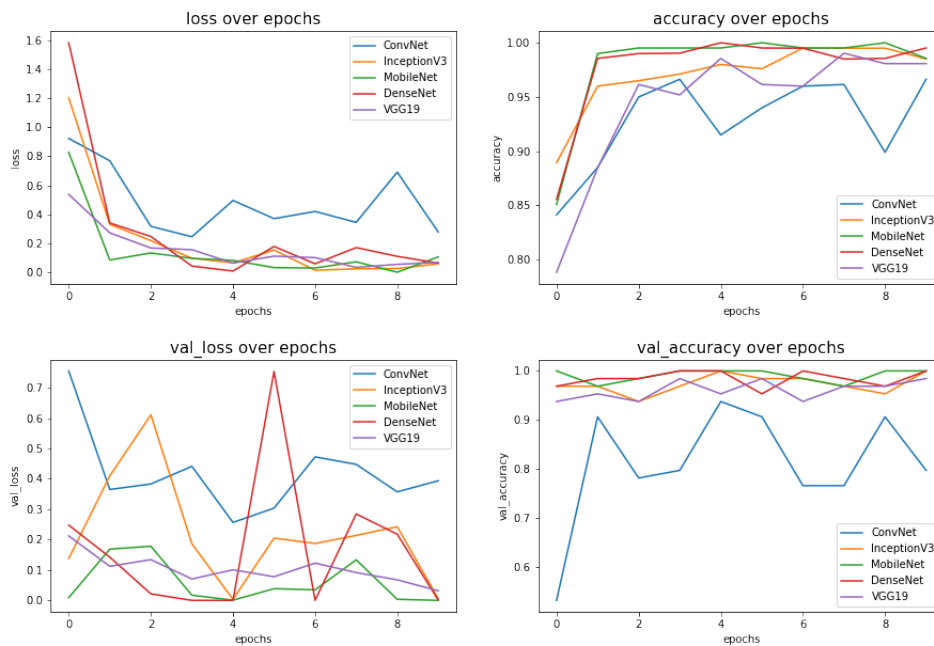 loss over epochs
1.6
1.4
1.2
1.0
0.8
0.6
0.4
0.2
0.0
loss
0 2 4 6 8
epochs
ConvNet
InceptionV3
MobileNet
DenseNet
VGG19
accuracy over epochs
1.00
0.95
0.90
0.85
0.80
accuracy
0 2 4 6 8
epochs
ConvNet
InceptionV3
MobileNet
DenseNet
VGG19
val_loss over epochs
0.7
0.6
0.5
0.4
0.3
0.2
0.1
0.0
val_loss
0 2 4 6 8
epochs
ConvNet
InceptionV3
MobileNet
DenseNet
VGG19
val_accuracy over epochs
1.0
0.9
0.8
0.7
0.6
val_accuracy
0 2 4 6 8
epochs
ConvNet
InceptionV3
MobileNet
DenseNet
VGG19